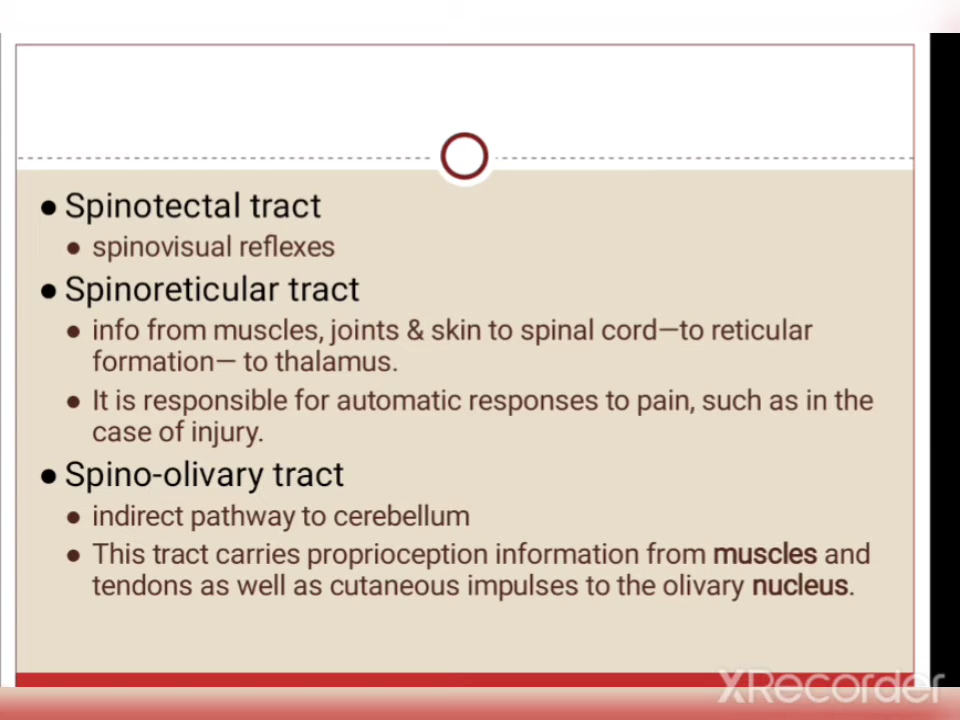 ● Spinotectal tract
● spinovisual reflexes
● Spinoreticular tract
● info from muscles, joints & skin to spinal cord—to reticular
formation— to thalamus.
● It is responsible for automatic responses to pain, such as in the
case of injury.
● Spino-olivary tract
● indirect pathway to cerebellum
● This tract carries proprioception information from muscles and
tendons as well as cutaneous impulses to the olivary nucleus.
XRecorder